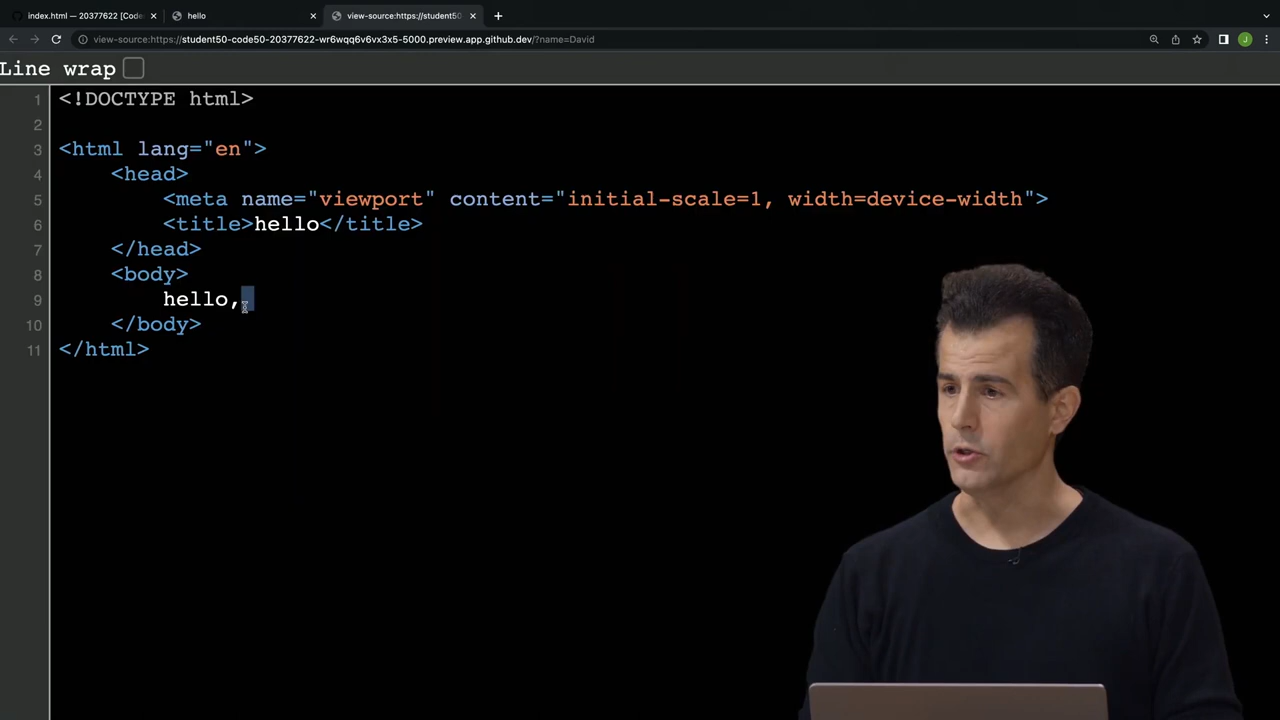 index.html — 20377622 [Code
hello
view-source:https://student50
view-source:https://student50-code50-20377622-wr6wqq6v6vx3x5-5000.preview.app.github.dev/?name=David
J
Line wrap
1 <!DOCTYPE html>
2
3 <html lang="en">
4 <head>
5 <meta name="viewport" content="initial-scale=1, width=device-width">
6 <title>hello</title>
7 </head>
8 <body>
9 hello,
10 </body>
11 </html>